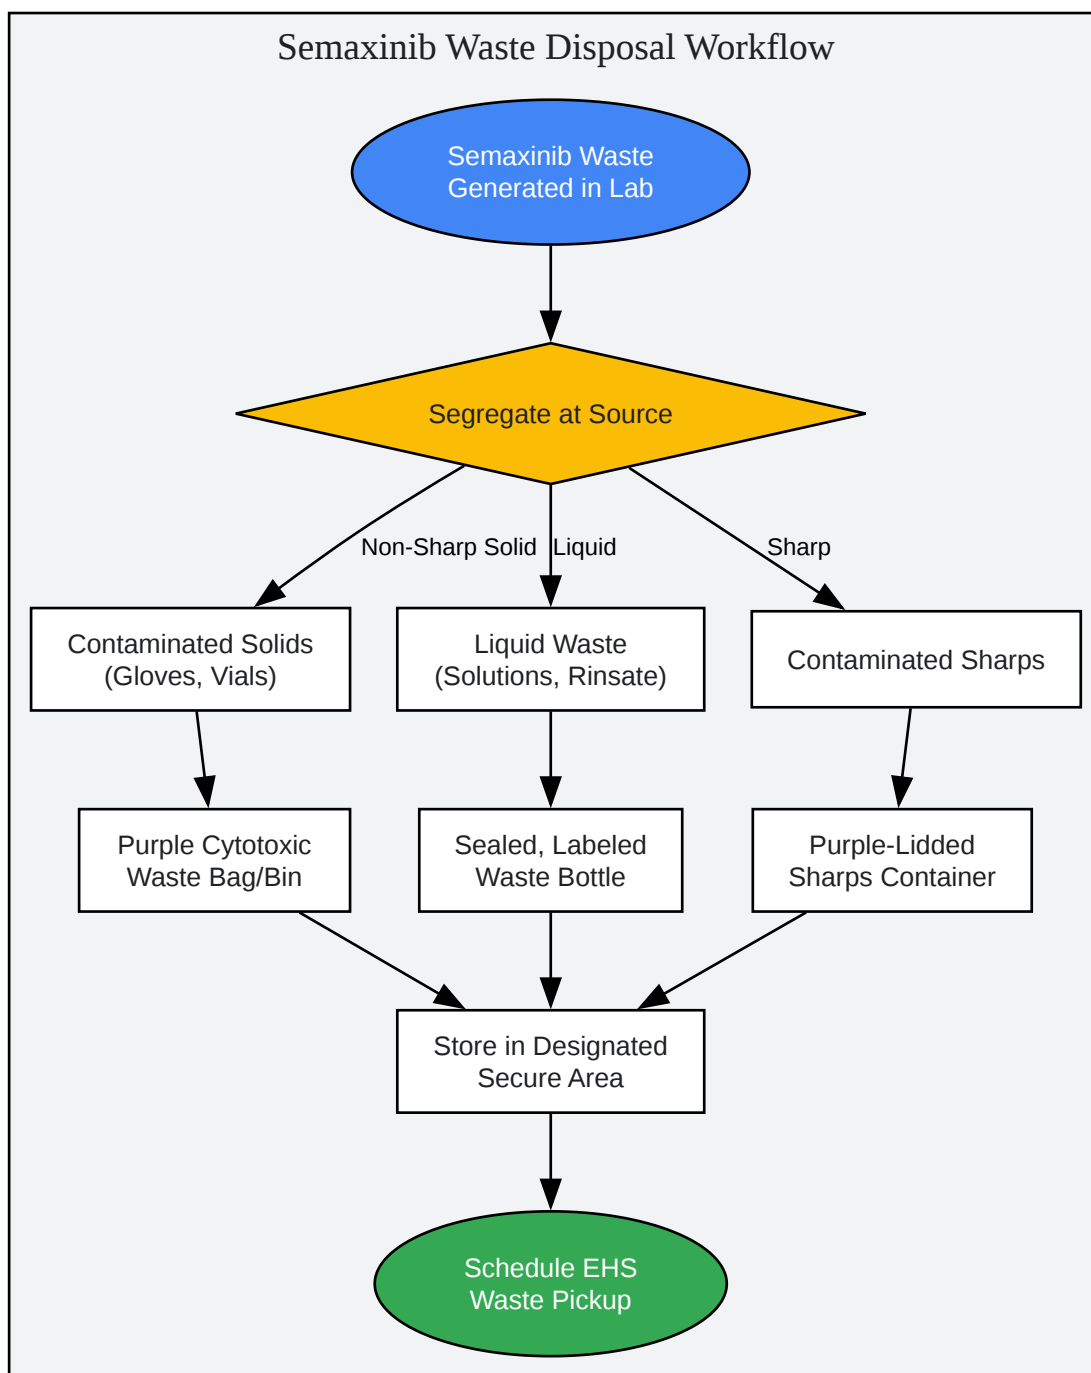 Semaxinib Waste Disposal Workflow
Semaxinib Waste
Generated in Lab
Segregate at Source
Non-Sharp Solid
Liquid
Sharp
Contaminated Solids
(Gloves, Vials)
Liquid Waste
(Solutions, Rinsate)
Contaminated Sharps
Purple Cytotoxic
Waste Bag/Bin
Sealed, Labeled
Waste Bottle
Purple-Lidded
Sharps Container
Store in Designated
Secure Area
Schedule EHS
Waste Pickup